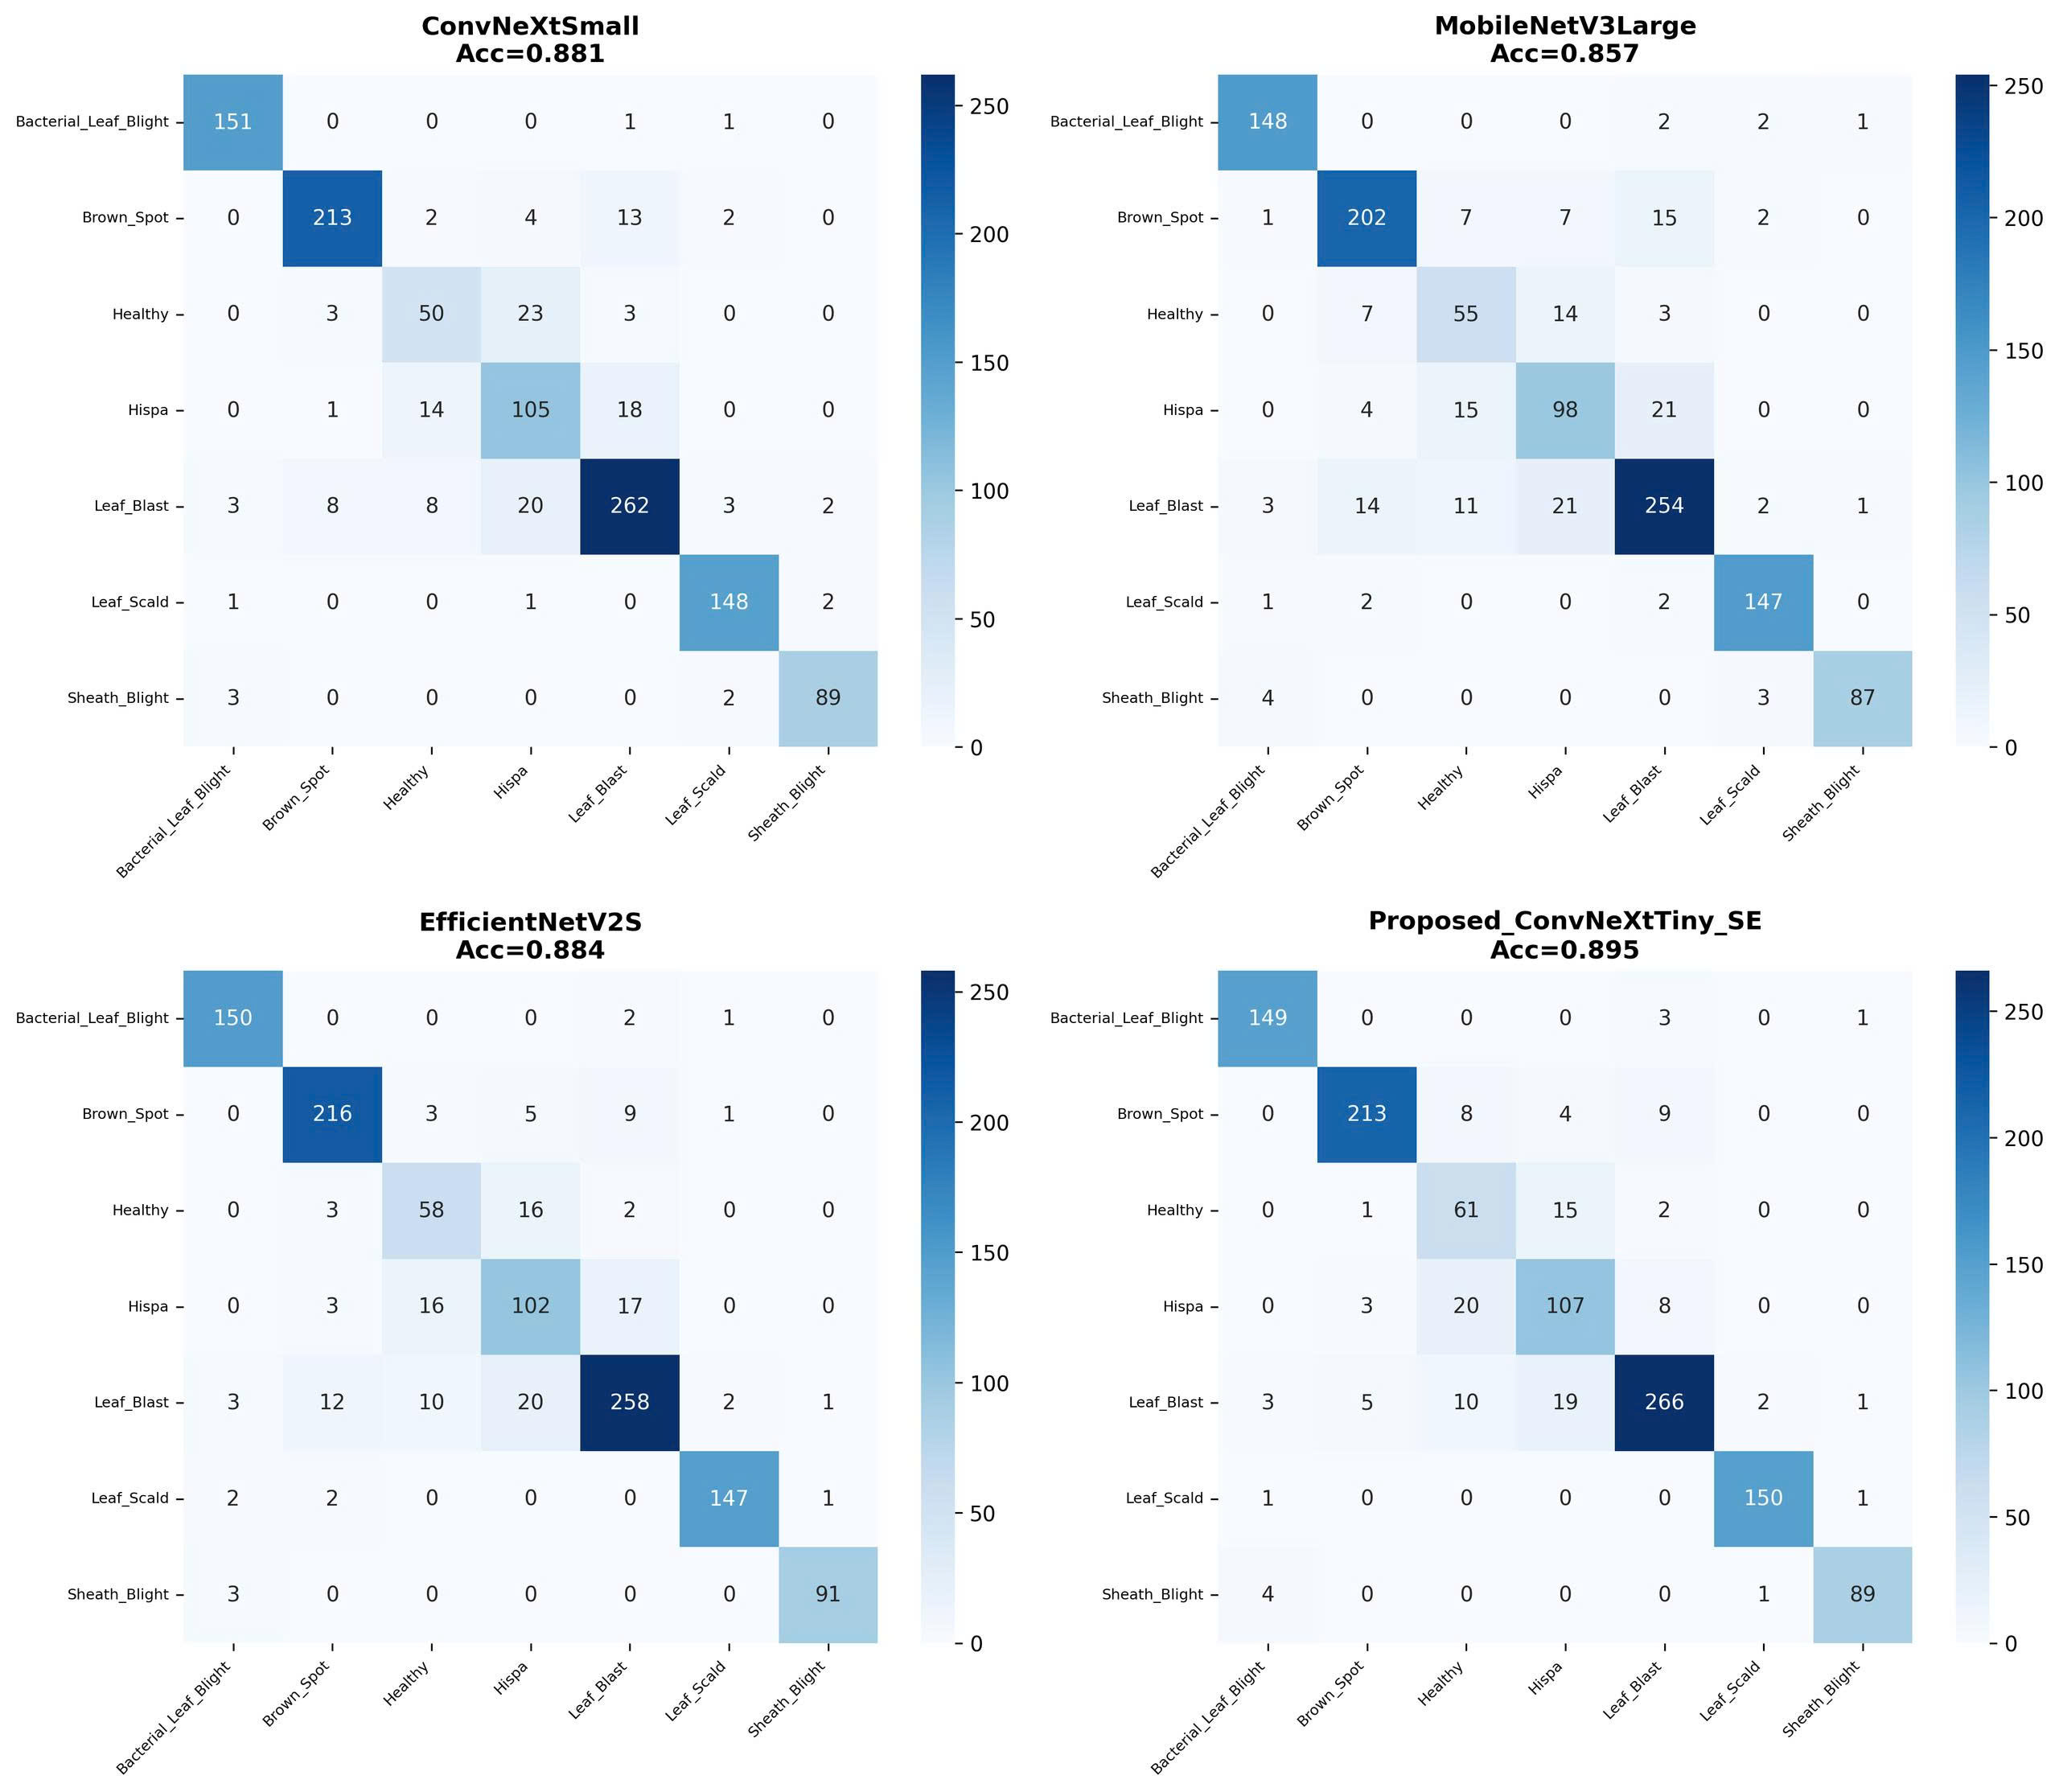 ConvNeXtSmall
Acc=0.881
Bacterial_Leaf_Blight 151 0 0 0 1 1 0
Brown_Spot 0 213 2 4 13 2 0
Healthy 0 3 50 23 3 0 0
Hispa 0 1 14 105 18 0 0
Leaf_Blast 3 8 8 20 262 3 2
Leaf_Scald 1 0 0 1 0 148 2
Sheath_Blight 3 0 0 0 0 2 89
Bacterial_Leaf_Blight Brown_Spot Healthy Hispa Leaf_Blast Leaf_Scald Sheath_Blight
250
200
150
100
50
0
MobileNetV3Large
Acc=0.857
Bacterial_Leaf_Blight 148 0 0 0 2 2 1
Brown_Spot 1 202 7 7 15 2 0
Healthy 0 7 55 14 3 0 0
Hispa 0 4 15 98 21 0 0
Leaf_Blast 3 14 11 21 254 2 1
Leaf_Scald 1 2 0 0 2 147 0
Sheath_Blight 4 0 0 0 0 3 87
Bacterial_Leaf_Blight Brown_Spot Healthy Hispa Leaf_Blast Leaf_Scald Sheath_Blight
250
200
150
100
50
0
EfficientNetV2S
Acc=0.884
Bacterial_Leaf_Blight 150 0 0 0 2 1 0
Brown_Spot 0 216 3 5 9 1 0
Healthy 0 3 58 16 2 0 0
Hispa 0 3 16 102 17 0 0
Leaf_Blast 3 12 10 20 258 2 1
Leaf_Scald 2 2 0 0 0 147 1
Sheath_Blight 3 0 0 0 0 0 91
Bacterial_Leaf_Blight Brown_Spot Healthy Hispa Leaf_Blast Leaf_Scald Sheath_Blight
250
200
150
100
50
0
Proposed_ConvNeXtTiny_SE
Acc=0.895
Bacterial_Leaf_Blight 149 0 0 0 3 0 1
Brown_Spot 0 213 8 4 9 0 0
Healthy 0 1 61 15 2 0 0
Hispa 0 3 20 107 8 0 0
Leaf_Blast 3 5 10 19 266 2 1
Leaf_Scald 1 0 0 0 0 150 1
Sheath_Blight 4 0 0 0 0 1 89
Bacterial_Leaf_Blight Brown_Spot Healthy Hispa Leaf_Blast Leaf_Scald Sheath_Blight
250
200
150
100
50
0